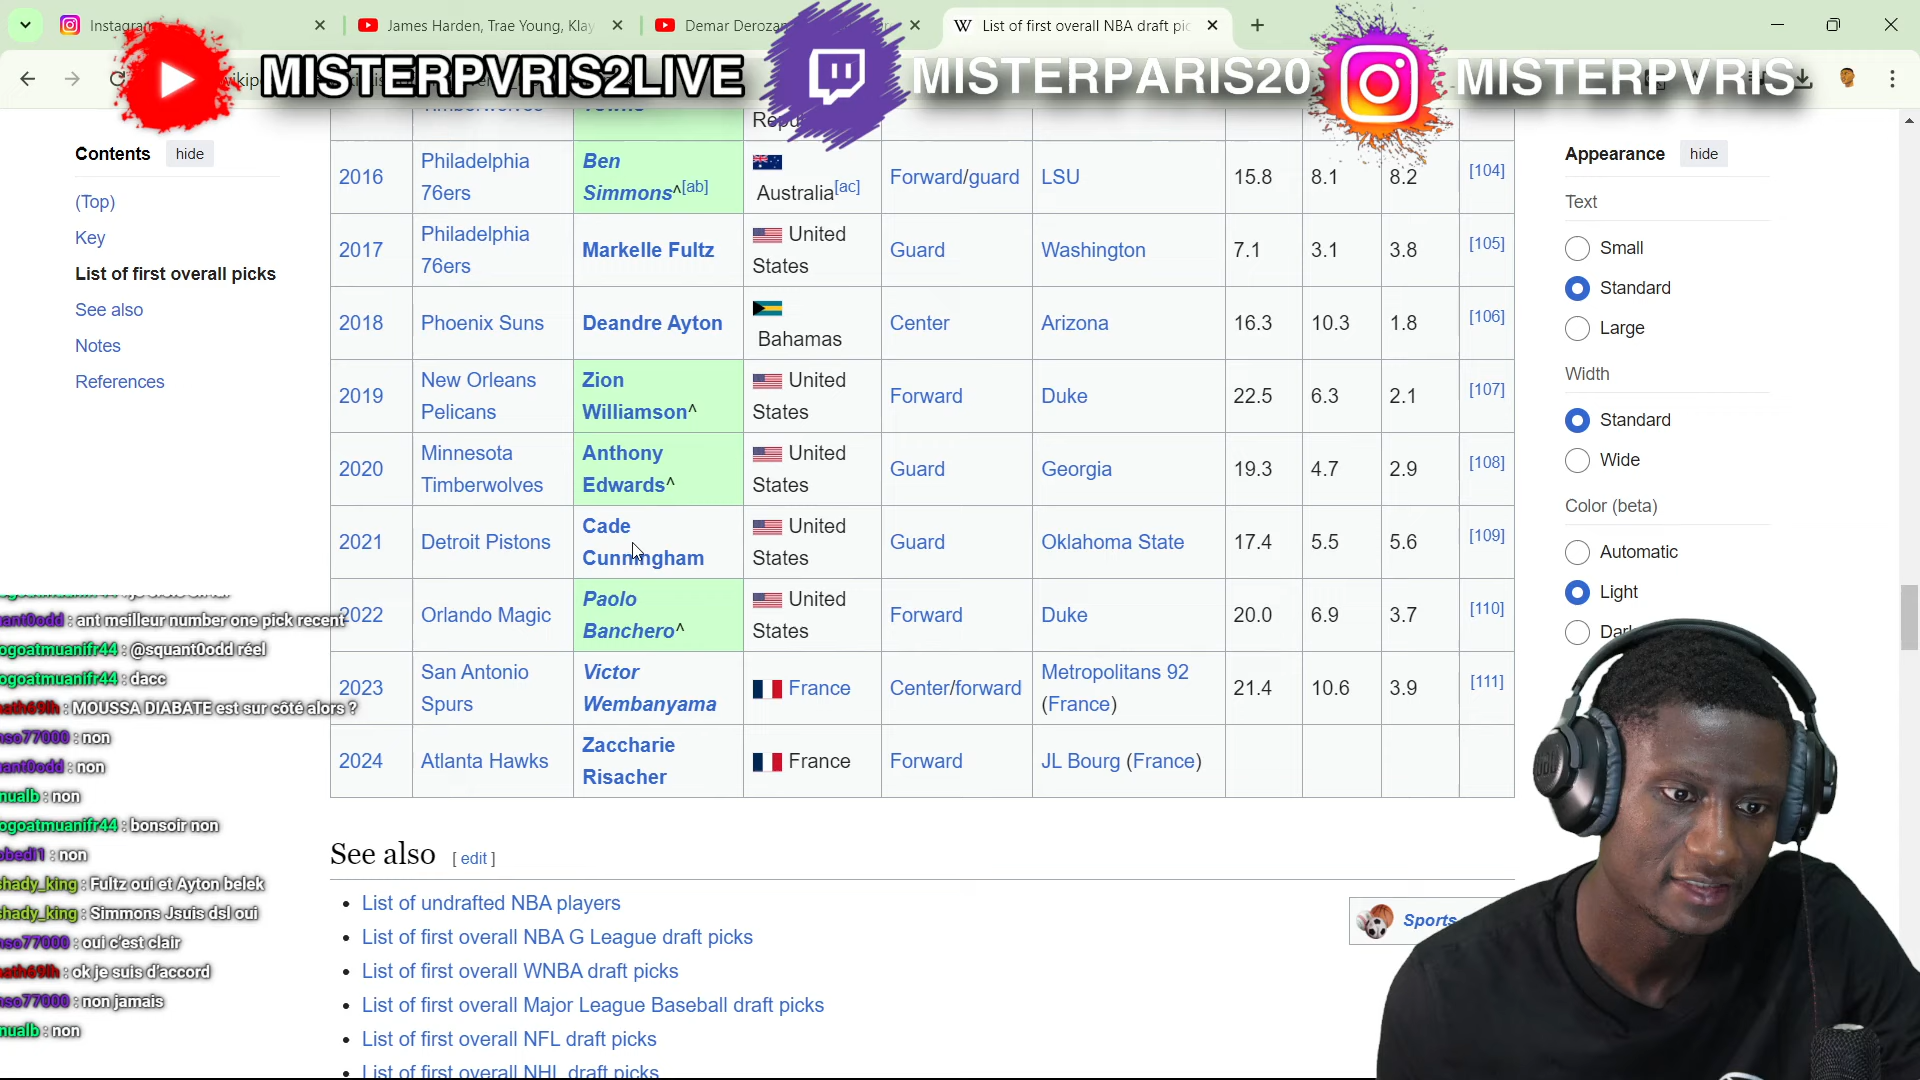 Instagram
James Harden, Trae Young, Klay
Demar Derozan
List of first overall NBA draft pic
MISTERPVRIS2LIVE
MISTERPARIS20
MISTERPVRIS
Contents
hide
(Top)
Key
List of first overall picks
See also
Notes
References
2016 Philadelphia 76ers Ben Simmons^[ab] Australia[ac] Forward/guard LSU 15.8 8.1 8.2 [104]
2017 Philadelphia 76ers Markelle Fultz United States Guard Washington 7.1 3.1 3.8 [105]
2018 Phoenix Suns Deandre Ayton Bahamas Center Arizona 16.3 10.3 1.8 [106]
2019 New Orleans Pelicans Zion Williamson^ United States Forward Duke 22.5 6.3 2.1 [107]
2020 Minnesota Timberwolves Anthony Edwards^ United States Guard Georgia 19.3 4.7 2.9 [108]
2021 Detroit Pistons Cade Cunningham United States Guard Oklahoma State 17.4 5.5 5.6 [109]
2022 Orlando Magic Paolo Banchero^ United States Forward Duke 20.0 6.9 3.7 [110]
2023 San Antonio Spurs Victor Wembanyama France Center/forward Metropolitans 92 (France) 21.4 10.6 3.9 [111]
2024 Atlanta Hawks Zaccharie Risacher France Forward JL Bourg (France)
See also [ edit ]
• List of undrafted NBA players
• List of first overall NBA G League draft picks
• List of first overall WNBA draft picks
• List of first overall Major League Baseball draft picks
• List of first overall NFL draft picks
• List of first overall NHL draft picks
Sports
Appearance
hide
Text
Small
Standard
Large
Width
Standard
Wide
Color (beta)
Automatic
Light
: ant meilleur number one pick recent
ogoatmuanifr44 : @squant0odd réel
ogoatmuanifr44 : dacc
: MOUSSA DIABATE est sur côté alors ?
nso77000 : non
: non
nualb : non
ogoatmuanifr44 : bonsoir non
: non
hady_king : Fultz oui et Ayton belek
hady_king : Simmons Jsuis dsl oui
nso77000 : oui c'est clair
: ok je suis d'accord
nso77000 : non jamais
nualb : non